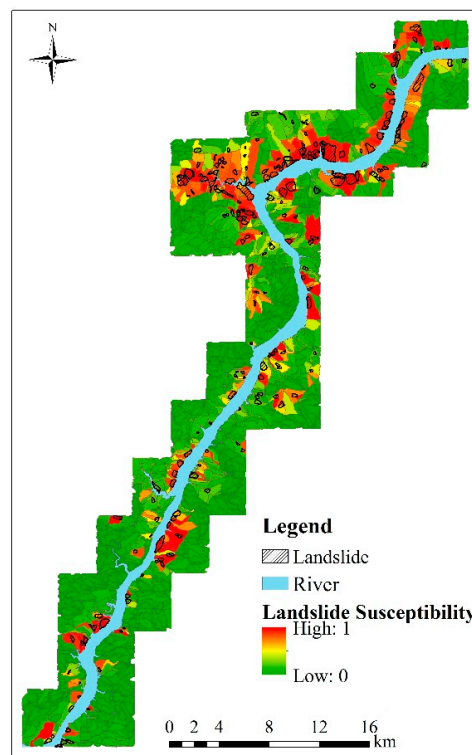 N
Legend
Landslide
River
Landslide Susceptibility
High: 1
Low: 0
0 2 4 8 12 16
km